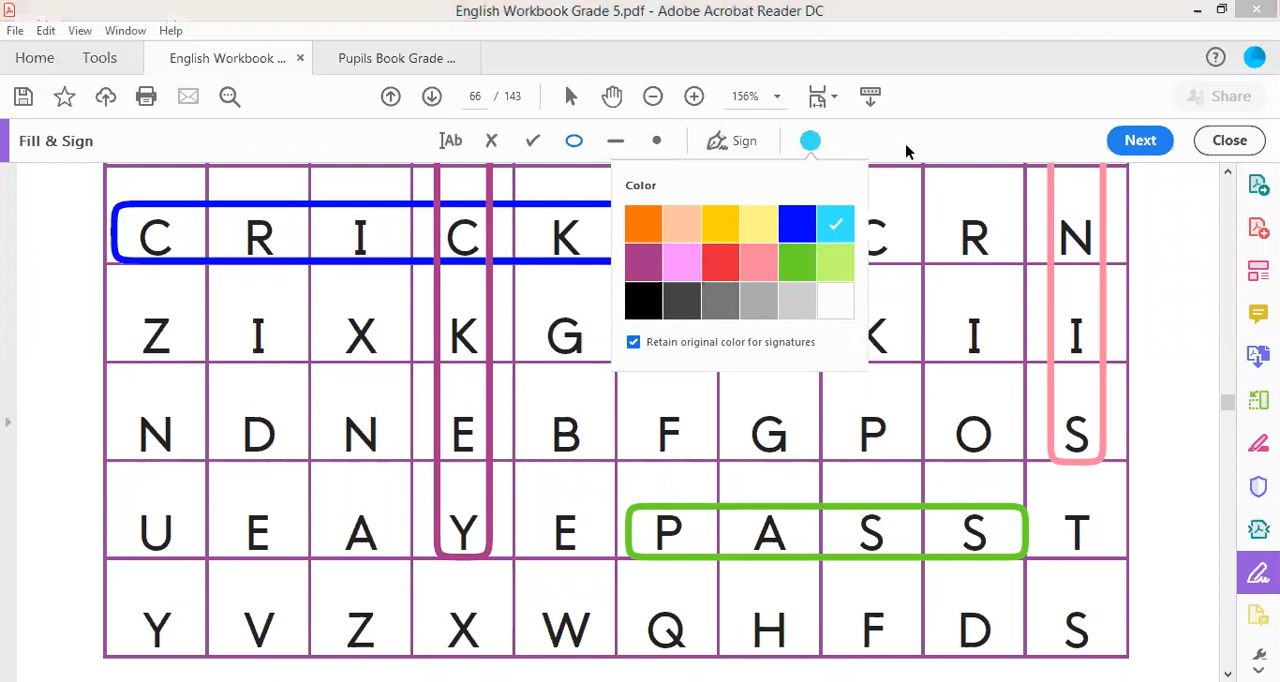 English Workbook Grade 5.pdf - Adobe Acrobat Reader DC
File Edit View Window Help
Home Tools English Workbook ... × Pupils Book Grade ...
66 / 143 156% Share
Fill & Sign Ab Sign Next Close
Color
C R I C K C R N
Z I X K G K I I
Retain original color for signatures
N D N E B F G P O S
U E A Y E P A S S T
Y V Z X W Q H F D S